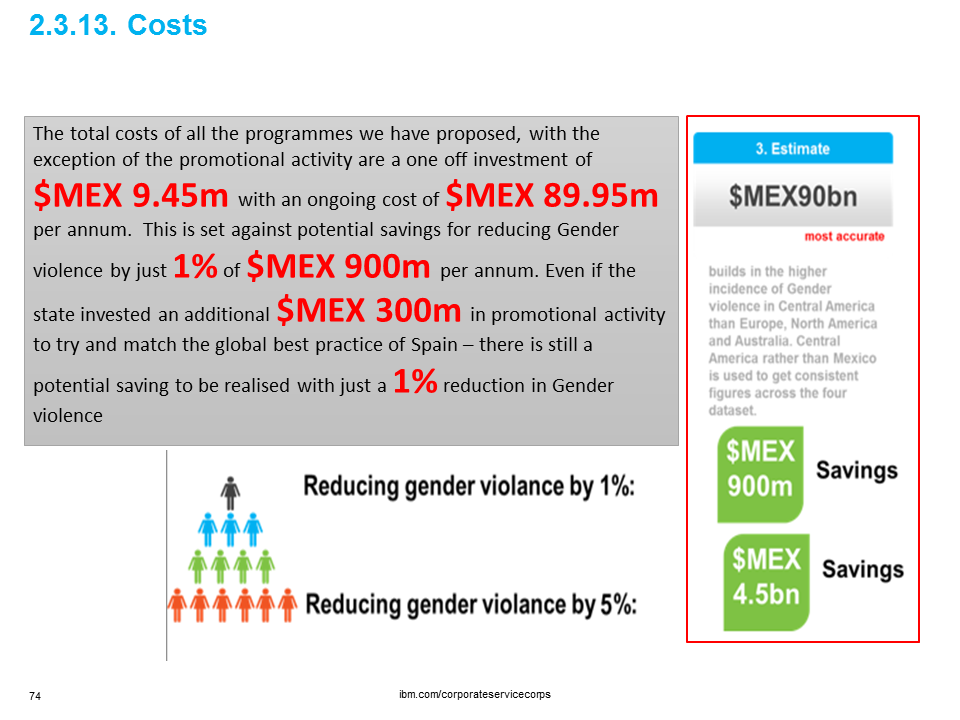 2.3.13. Costs
The total costs of all the programmes we have proposed, with the
exception of the promotional activity are a one off investment of
$MEX 9.45m with an ongoing cost of $MEX 89.95m
per annum. This is set against potential savings for reducing Gender
violence by just 1% of $MEX 900m per annum. Even if the
state invested an additional $MEX 300m in promotional activity
to try and match the global best practice of Spain – there is still a
potential saving to be realised with just a 1% reduction in Gender
violence
3. Estimate
$MEX90bn
most accurate
builds in the higher
incidence of Gender
violence in Central America
than Europe, North America
and Australia. Central
America rather than Mexico
is used to get consistent
figures across the four
dataset.
$MEX
900m
Savings
$MEX
4.5bn
Savings
Reducing gender violance by 1%:
Reducing gender violance by 5%:
74
ibm.com/corporateservicecorps